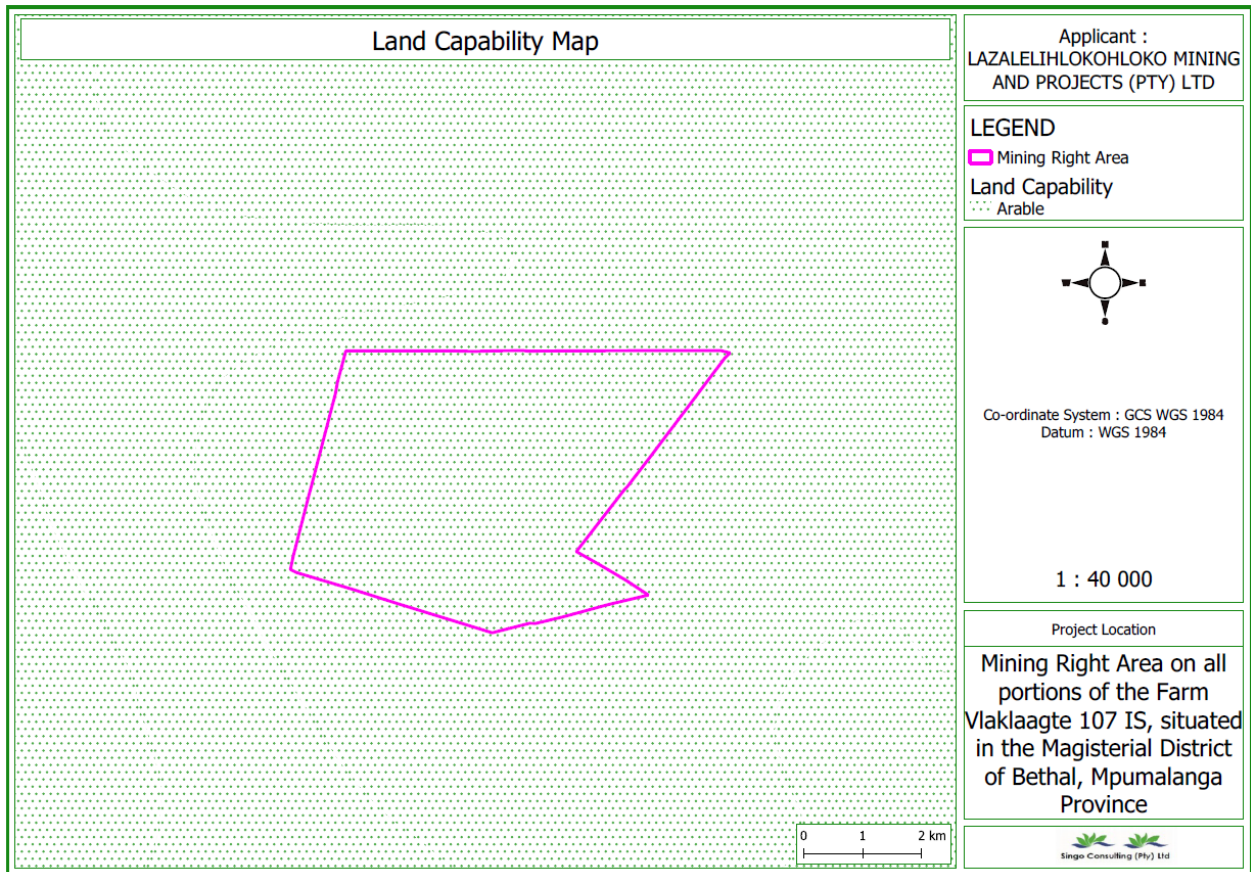 Land Capability Map
Applicant :
LAZALELIHLOKOHLOKO MINING
AND PROJECTS (PTY) LTD
LEGEND
Mining Right Area
Land Capability
Arable
Co-ordinate System : GCS WGS 1984
Datum : WGS 1984
1 : 40 000
Project Location
Mining Right Area on all
portions of the Farm
Vlaklaagte 107 IS, situated
in the Magisterial District
of Bethal, Mpumalanga
Province
0 1 2 km
Singo Consulting (Pty) Ltd